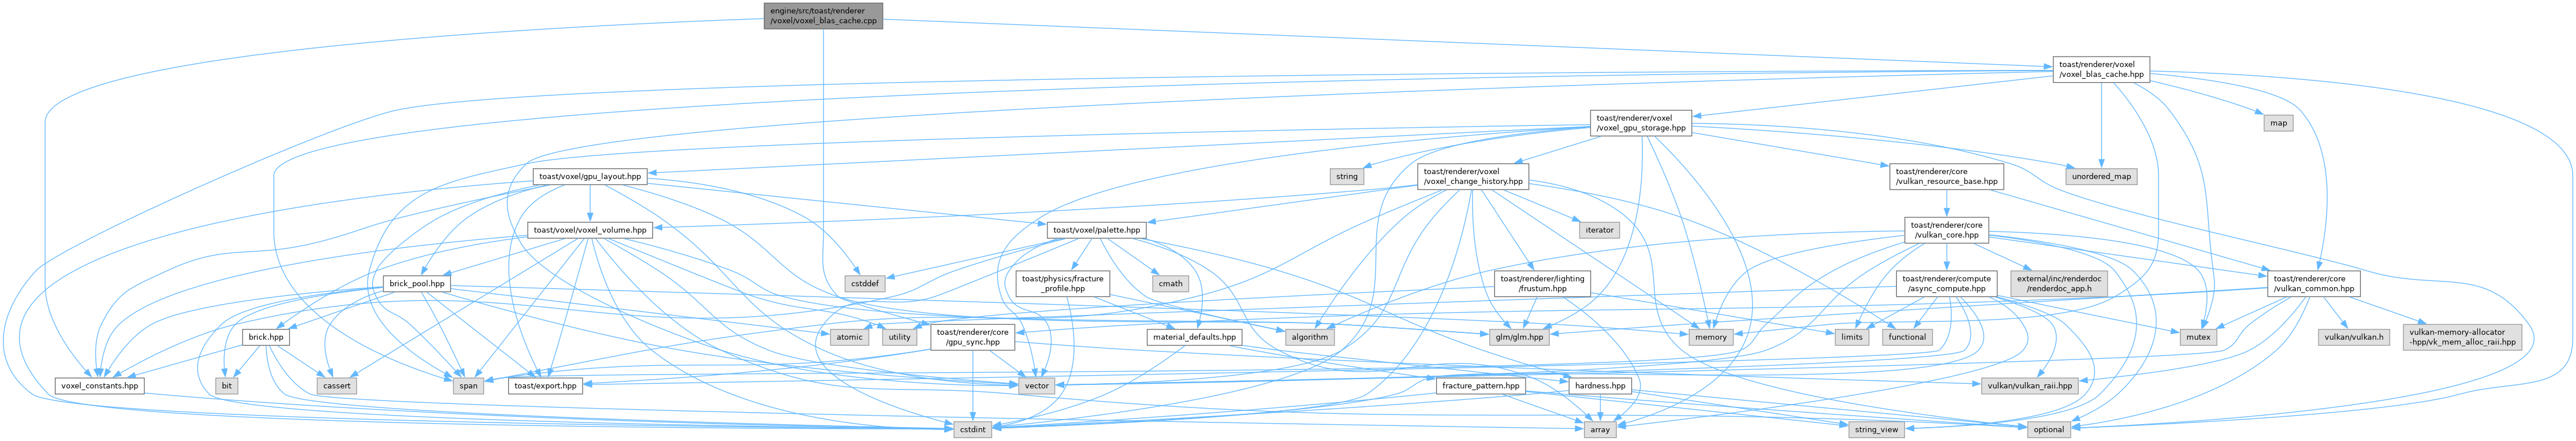 engine/src/toast/renderer
/voxel/voxel_blas_cache.cpp
toast/renderer/voxel
/voxel_blas_cache.hpp
toast/renderer/voxel
/voxel_gpu_storage.hpp
map
toast/voxel/gpu_layout.hpp
string
toast/renderer/voxel
/voxel_change_history.hpp
toast/renderer/core
/vulkan_resource_base.hpp
unordered_map
toast/voxel/voxel_volume.hpp
toast/voxel/palette.hpp
iterator
toast/renderer/core
/vulkan_core.hpp
brick_pool.hpp
cstddef
toast/physics/fracture
_profile.hpp
cmath
toast/renderer/lighting
/frustum.hpp
toast/renderer/compute
/async_compute.hpp
external/inc/renderdoc
/renderdoc_app.h
toast/renderer/core
/vulkan_common.hpp
brick.hpp
atomic
utility
toast/renderer/core
/gpu_sync.hpp
material_defaults.hpp
algorithm
glm/glm.hpp
memory
limits
functional
mutex
vulkan/vulkan.h
vulkan-memory-allocator
-hpp/vk_mem_alloc_raii.hpp
voxel_constants.hpp
bit
cassert
span
toast/export.hpp
vector
fracture_pattern.hpp
hardness.hpp
vulkan/vulkan_raii.hpp
cstdint
array
string_view
optional